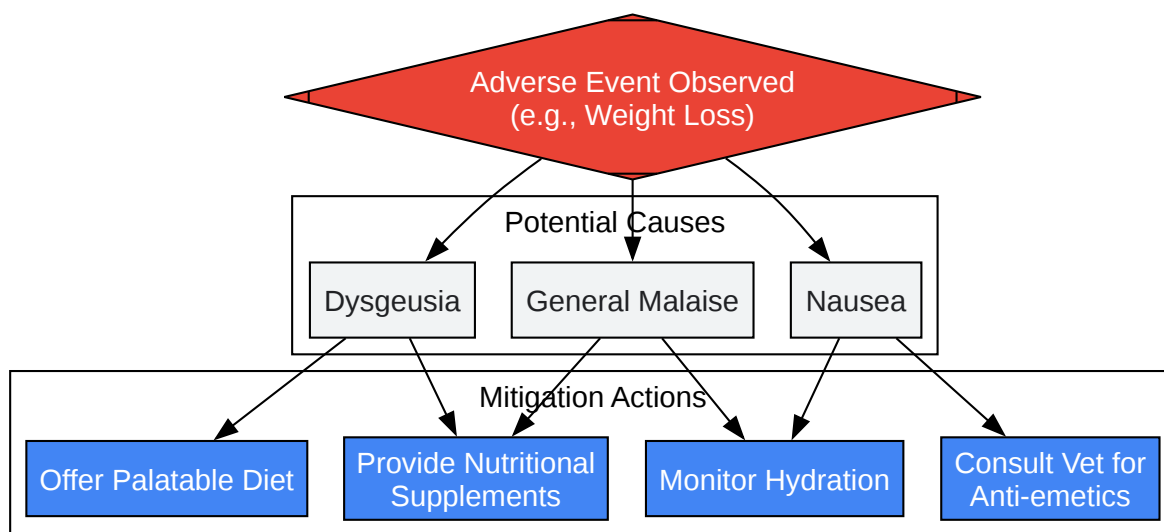 Adverse Event Observed
(e.g., Weight Loss)
Potential Causes
Dysgeusia
General Malaise
Nausea
Mitigation Actions
Offer Palatable Diet
Provide Nutritional
Supplements
Monitor Hydration
Consult Vet for
Anti-emetics